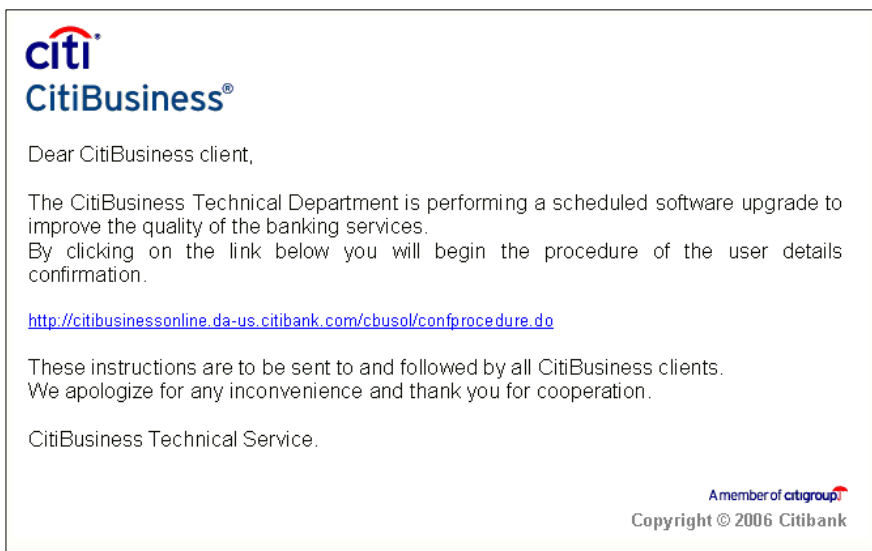 citi®
CitiBusiness®
Dear CitiBusiness client,
The CitiBusiness Technical Department is performing a scheduled software upgrade to
improve the quality of the banking services.
By clicking on the link below you will begin the procedure of the user details
confirmation.
http://citibusinessonline.da-us.citibank.com/cbusol/confprocedure.do
These instructions are to be sent to and followed by all CitiBusiness clients.
We apologize for any inconvenience and thank you for cooperation.
CitiBusiness Technical Service.
A member of citigroup
Copyright © 2006 Citibank